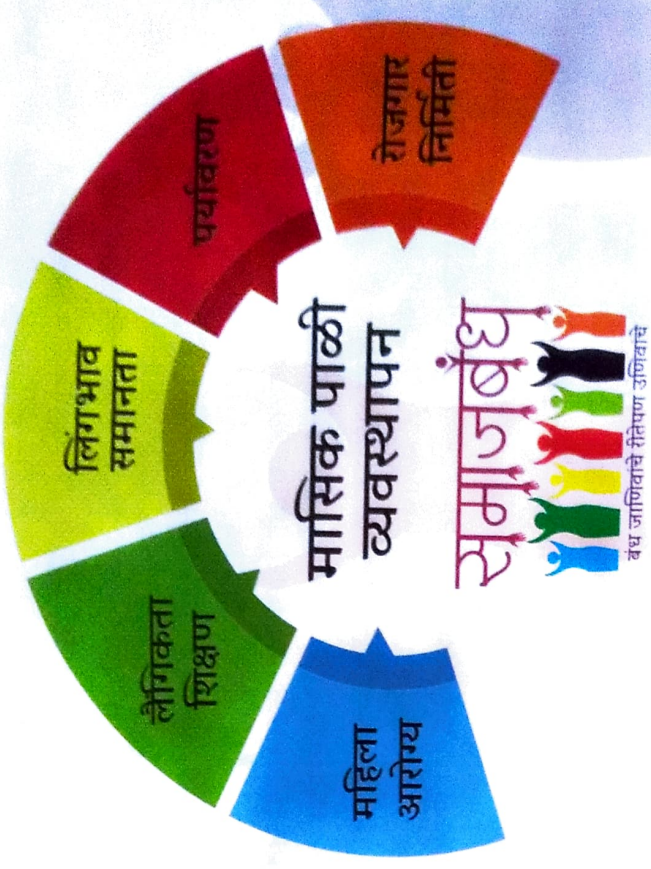 महिला
आरोग्य
लैंगिकता
शिक्षण
लिंगभाव
समानता
पर्यावरण
रोजगार
निर्मिती
मासिक पाळी
व्यवस्थापन
समाजबंध
बंध जाणिवांचे रितेपण उणिवांचे